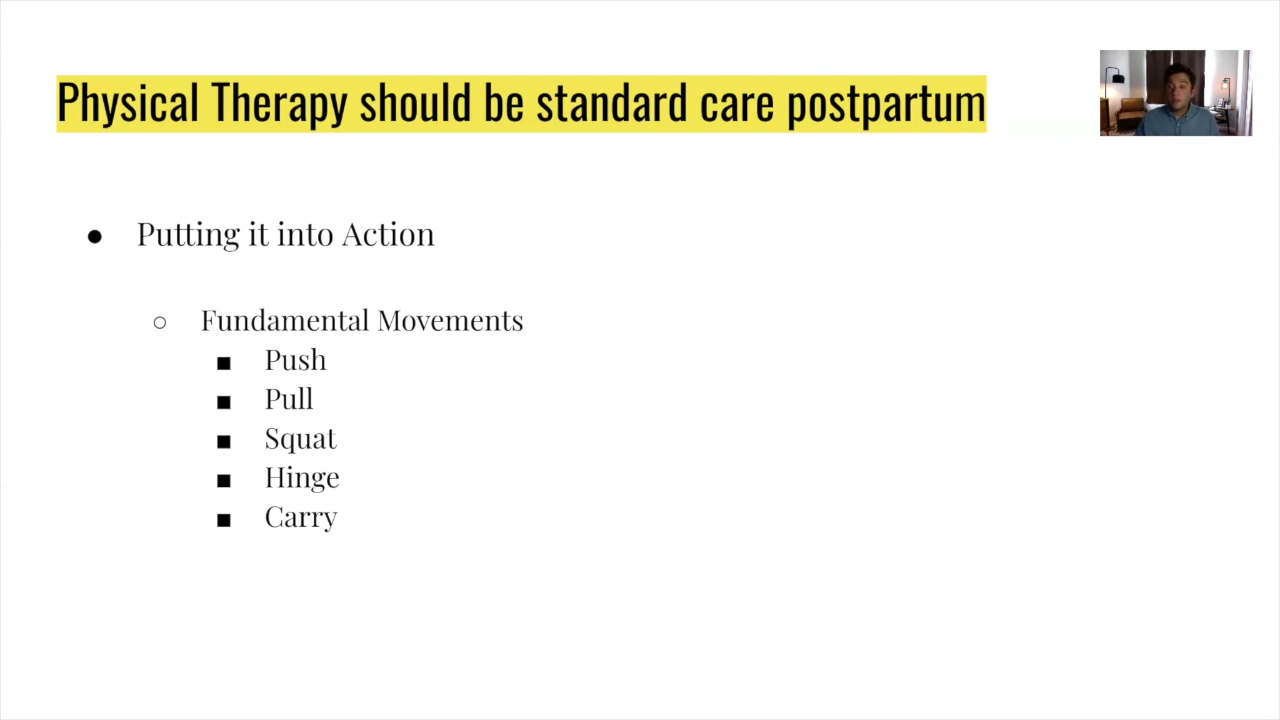 Physical Therapy should be standard care postpartum
● Putting it into Action
○ Fundamental Movements
■ Push
■ Pull
■ Squat
■ Hinge
■ Carry